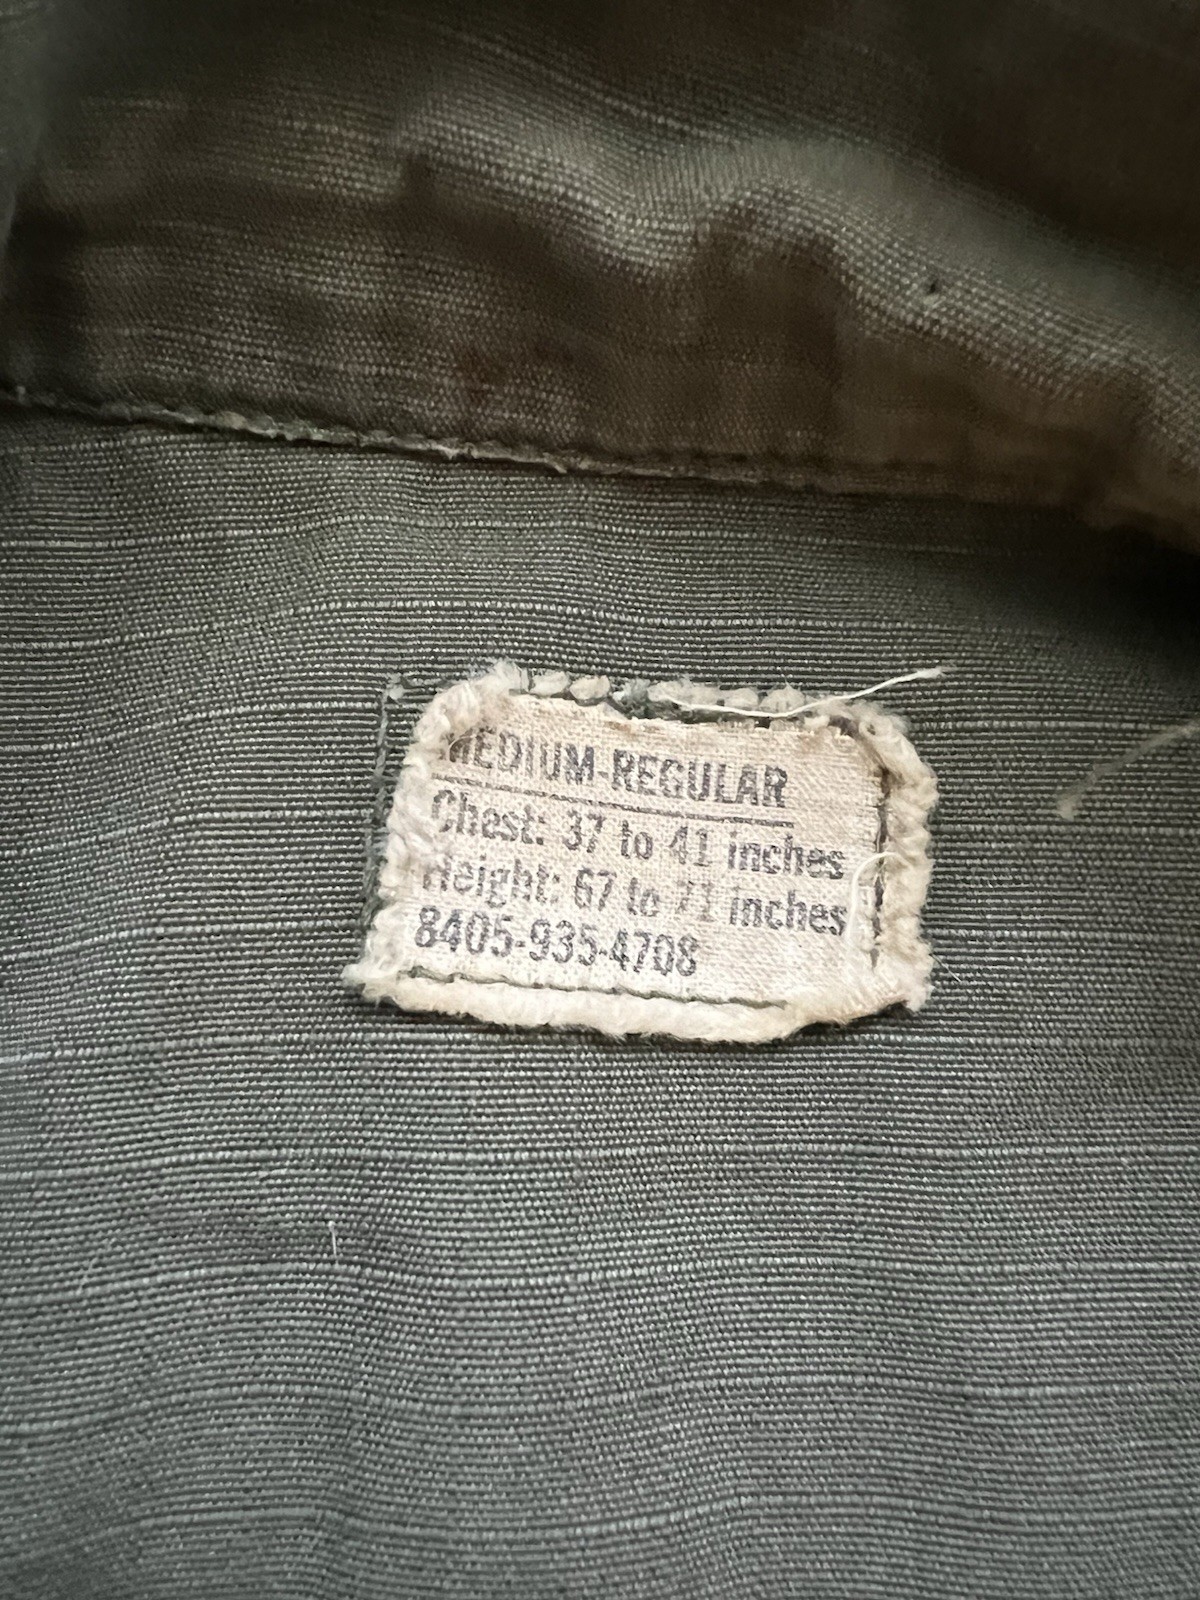 MEDIUM-REGULAR
Chest: 37 to 41 inches
Height: 67 to 71 inches
8405-935-4708